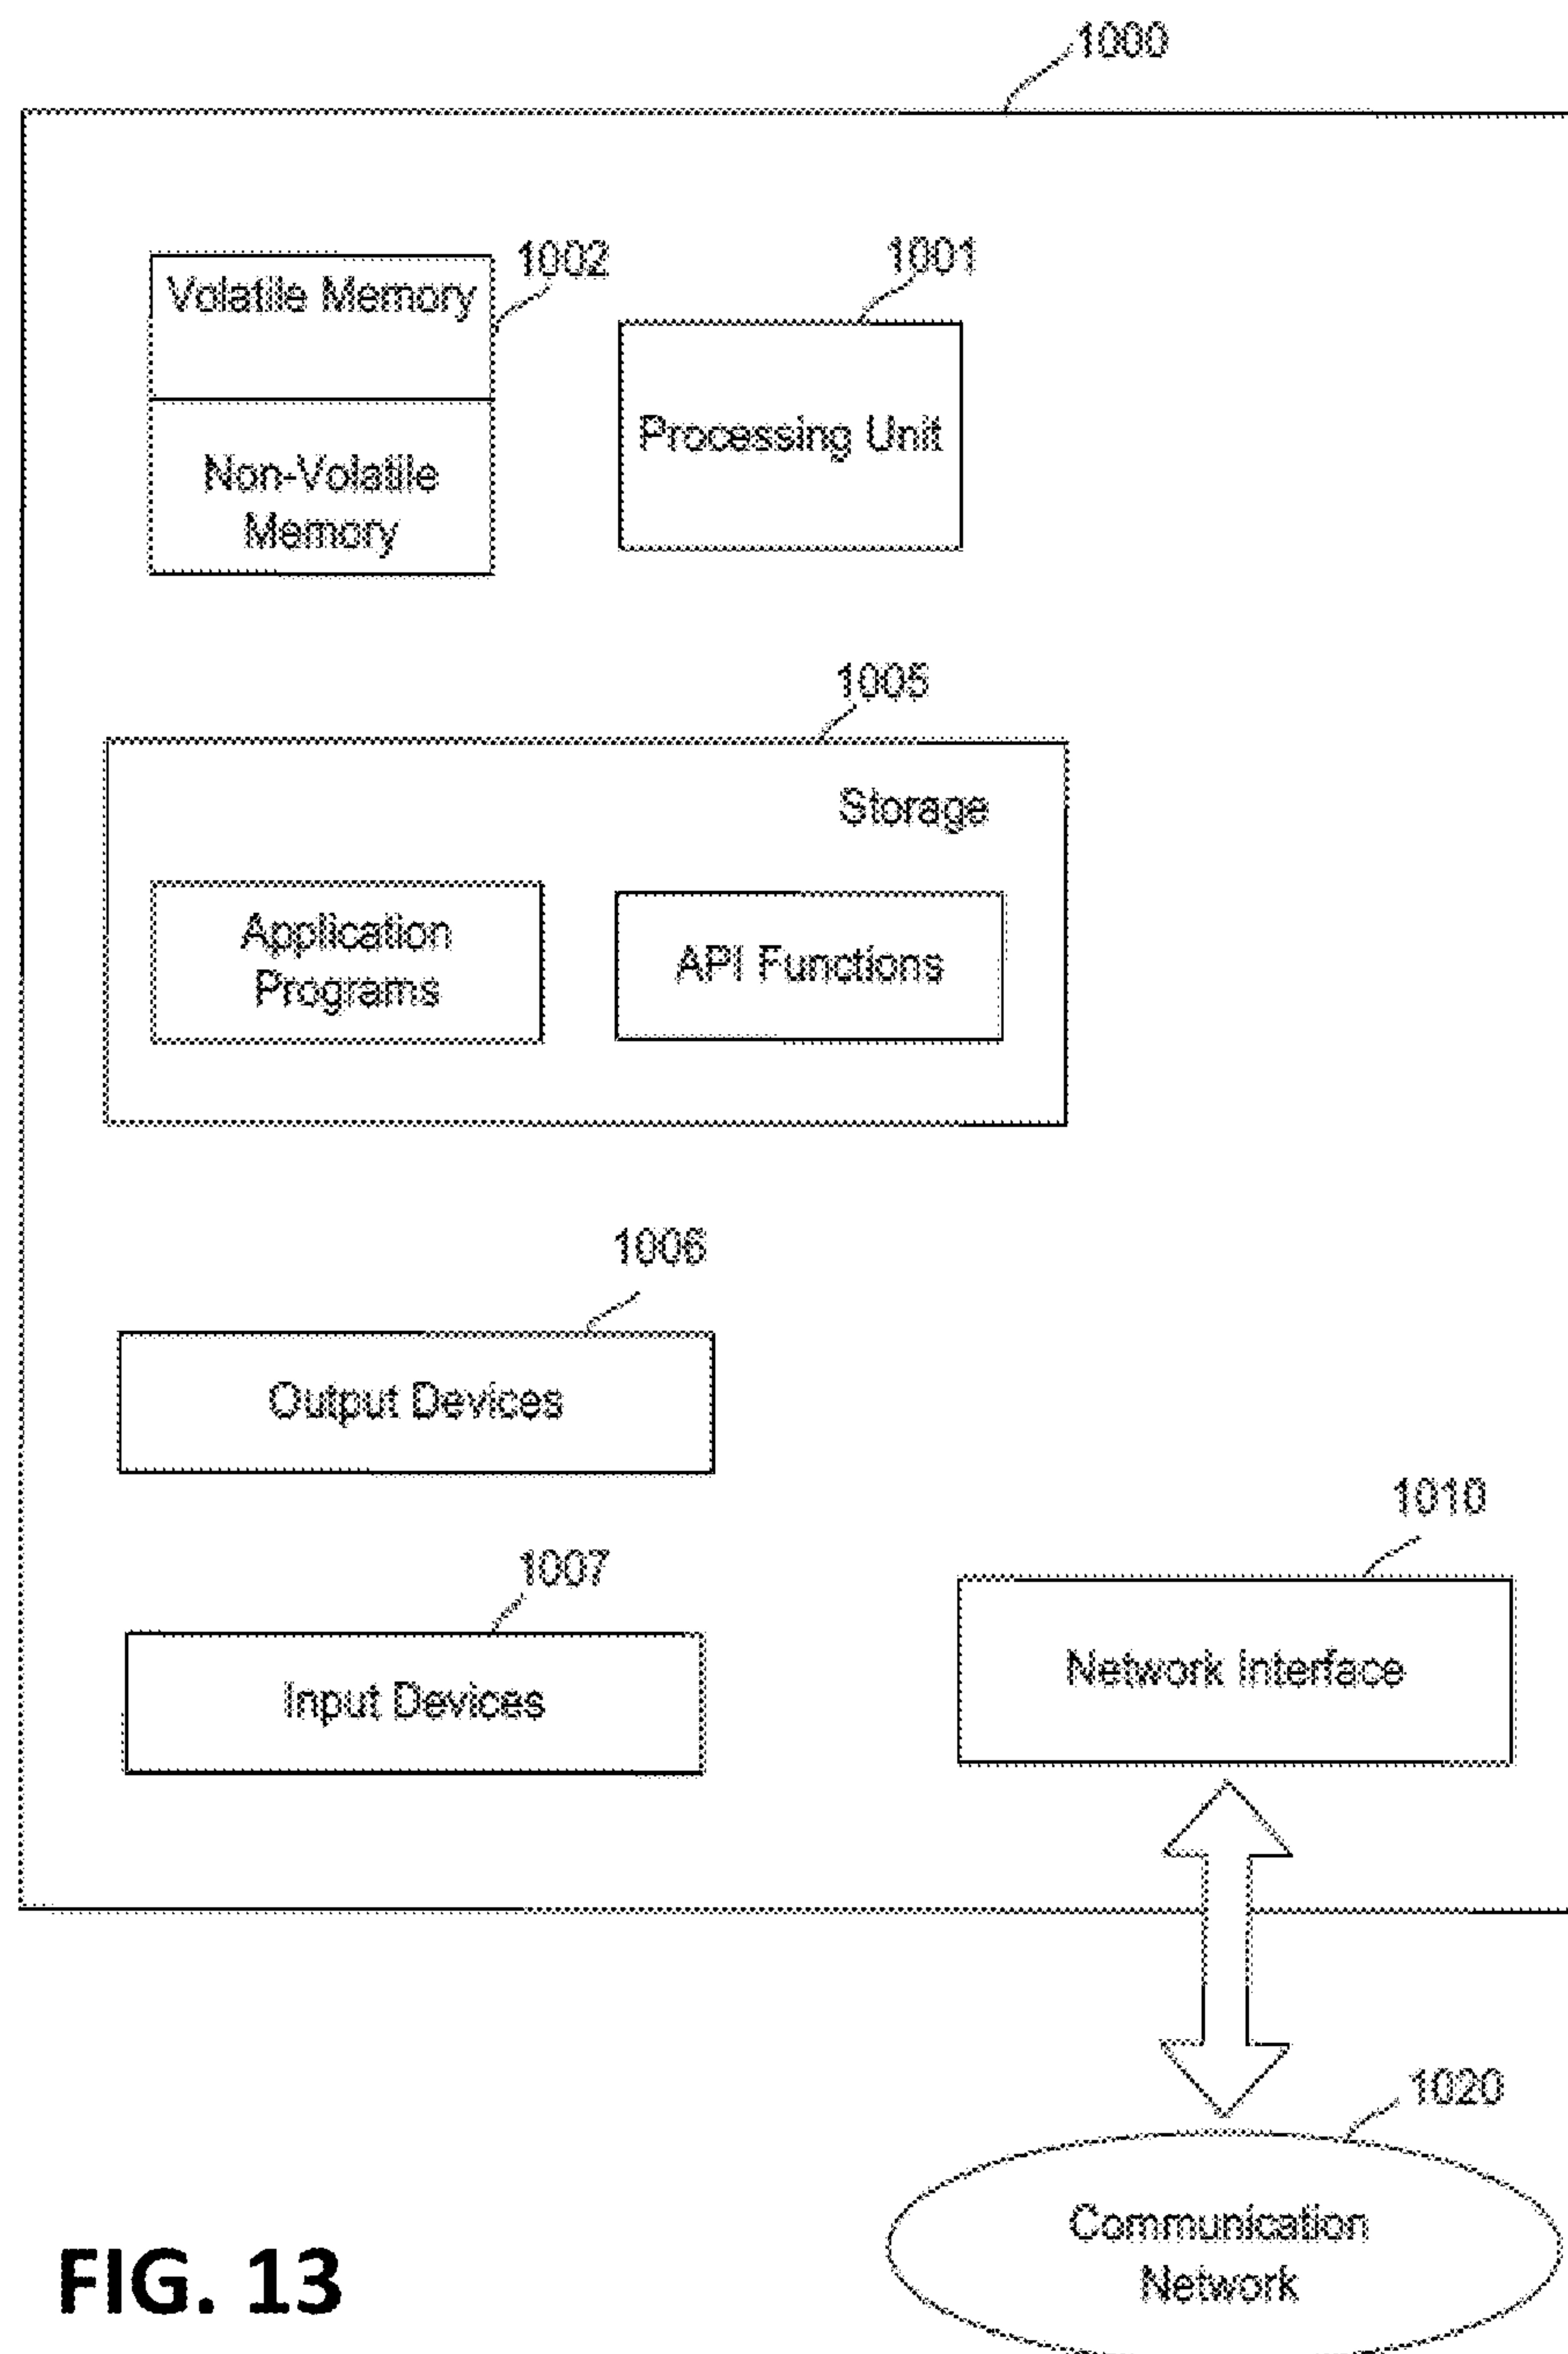 1000
1002
1001
Volatile Memory
Processing Unit
Non-Volatile
Memory
1005
Storage
Application
Programs
API Functions
1006
Output Devices
1010
1007
Network Interface
Input Devices
1020
Communication
Network
FIG. 13